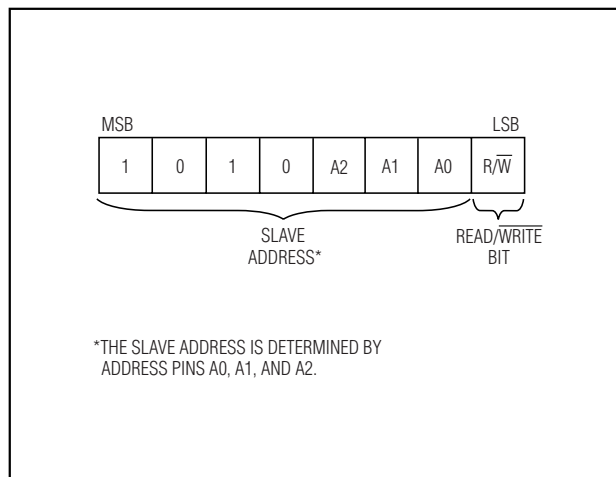 MSB LSB
1 0 1 0 A2 A1 A0 R/W̅
SLAVE
ADDRESS*
READ/W̅R̅I̅T̅E̅
BIT
*THE SLAVE ADDRESS IS DETERMINED BY
ADDRESS PINS A0, A1, AND A2.